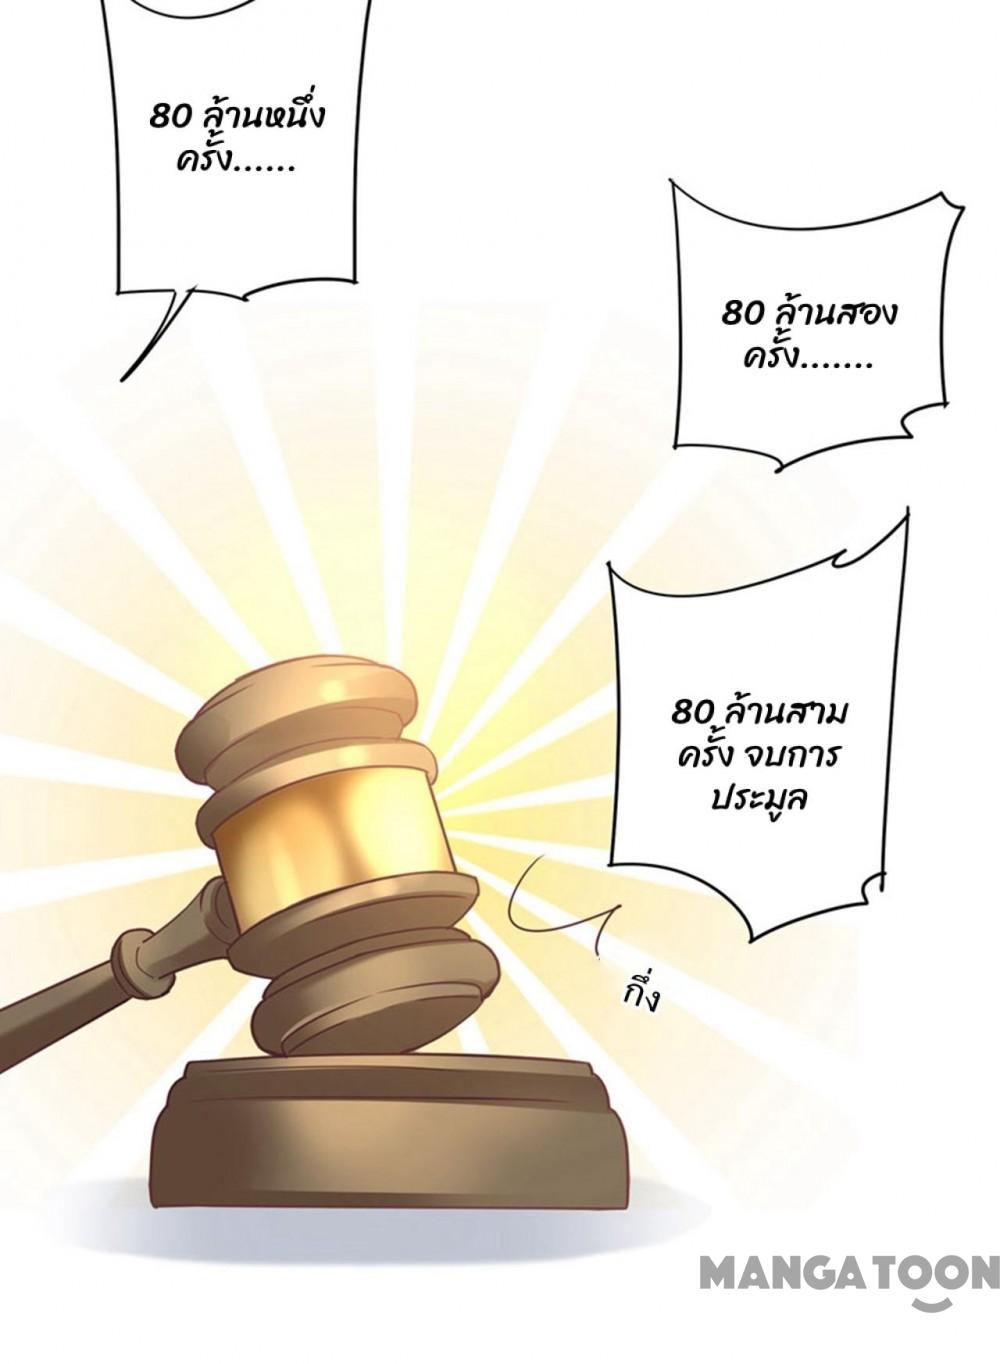 80 ล้านหนึ่ง
ครั้ง......
80 ล้านสอง
ครั้ง.......
80 ล้านสาม
ครั้ง จบการ
ประมูล
กึ่ง
MANGATOON